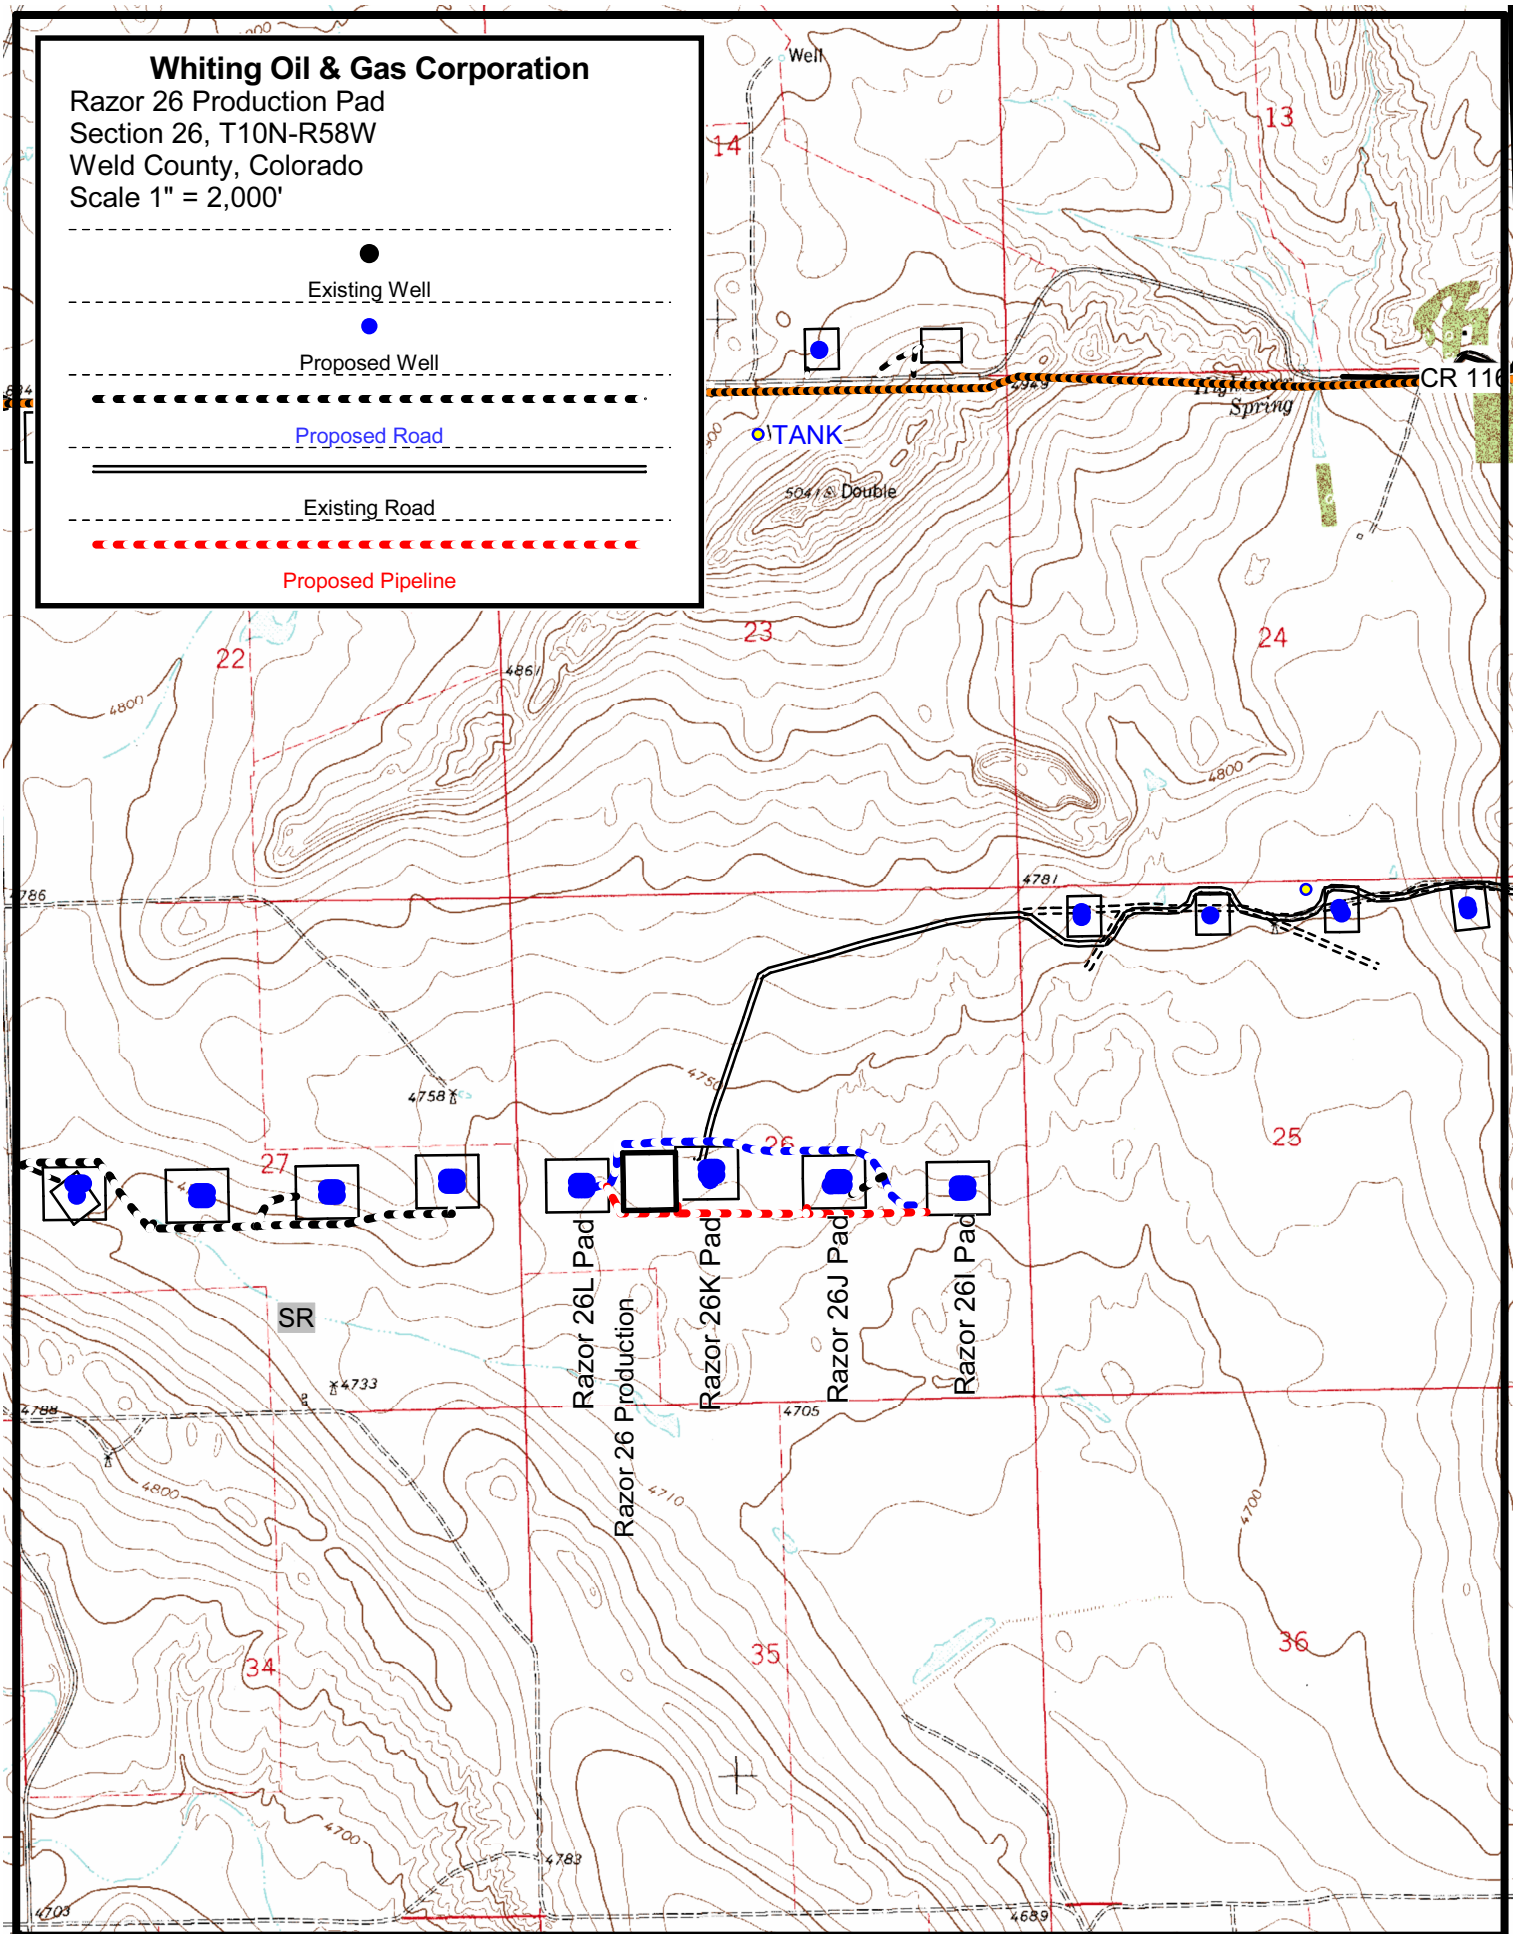 Whiting Oil & Gas Corporation
Razor 26 Production Pad
Section 26, T10N-R58W
Weld County, Colorado
Scale 1" = 2,000'
Existing Well
Proposed Well
Proposed Road
Existing Road
Proposed Pipeline
Well
14
13
CR 116
4949
Spring
TANK
5041
Double
22
23
24
4861
4800
4800
4786
4781
4758
4750
26
25
27
SR
Razor 26L Pad
Razor 26 Production
Razor 26K Pad
Razor 26J Pad
Razor 26I Pad
4733
4788
4705
4800
4710
4700
34
35
36
4700
4783
4703
4689